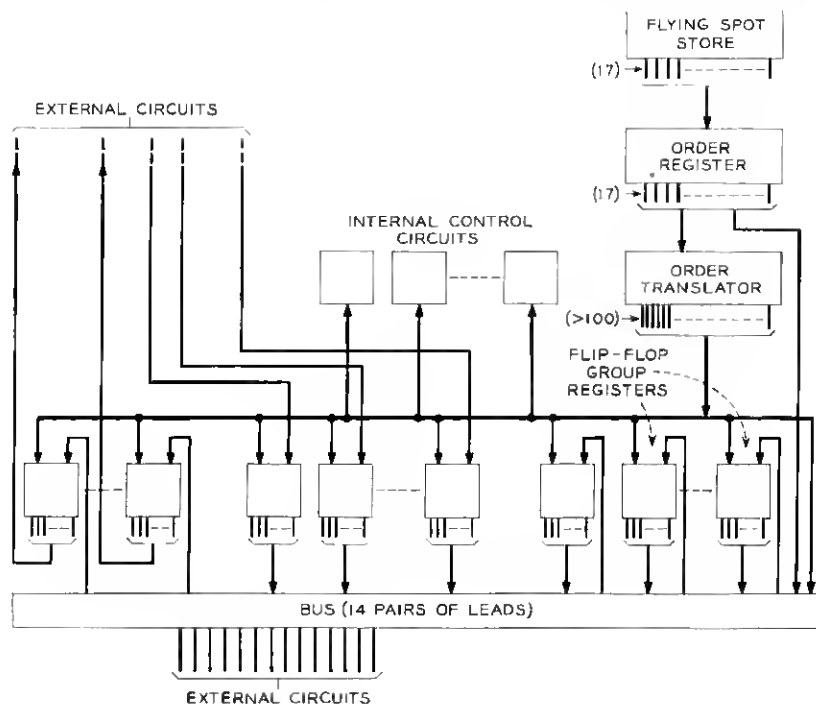 FLYING SPOT
STORE
(17)
EXTERNAL CIRCUITS
ORDER
REGISTER
(17)
INTERNAL CONTROL
CIRCUITS
ORDER
TRANSLATOR
(>100)
FLIP-FLOP
GROUP
REGISTERS
BUS (14 PAIRS OF LEADS)
EXTERNAL CIRCUITS